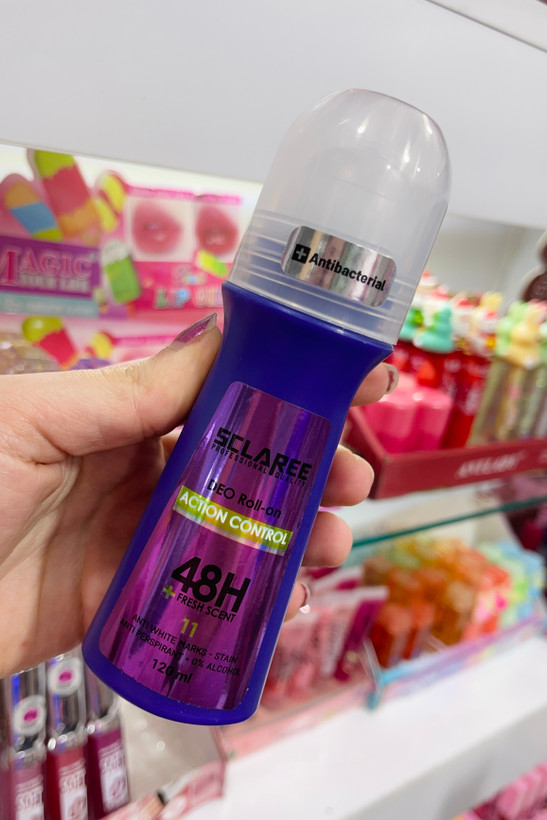 Antibacterial
SCLAREE
PROFESSIONAL QUALITY
DEO Roll-on
ACTION CONTROL
48H
+ FRESH SCENT
11
ANTI WHITE MARKS - STAIN
ANTI PERSPIRANT • 0% ALCOHOL
120 ml
MAGIC